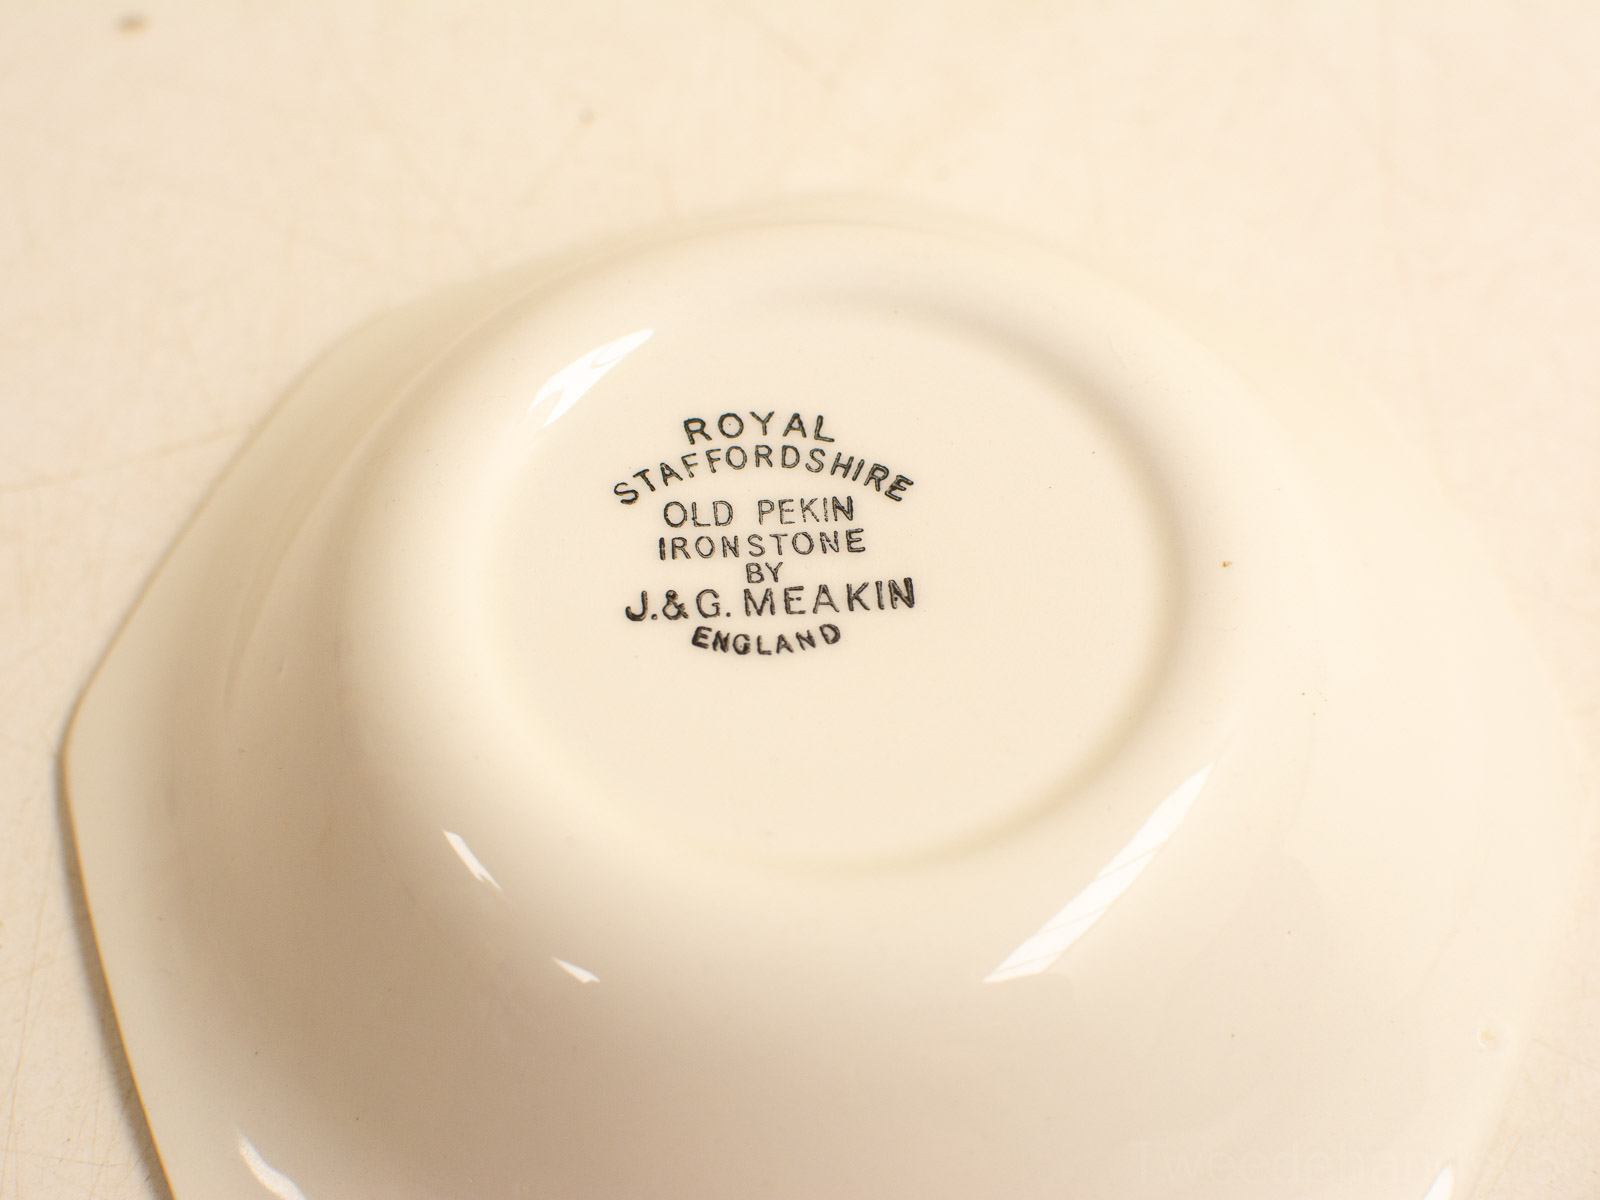 ROYAL
STAFFORDSHIRE
OLD PEKIN
IRONSTONE
BY
J.&G. MEAKIN
ENGLAND